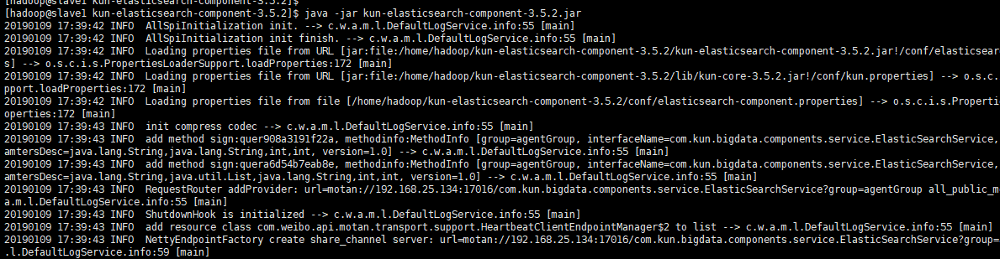 [hadoop@slave1 kun-elasticsearch-component-3.5.2]$
[hadoop@slave1 kun-elasticsearch-component-3.5.2]$ java -jar kun-elasticsearch-component-3.5.2.jar
20190109 17:39:42 INFO  AllSpiInitialization init. --> c.w.a.m.l.DefaultLogService.info:55 [main]
20190109 17:39:42 INFO  AllSpiInitialization init finish. --> c.w.a.m.l.DefaultLogService.info:55 [main]
20190109 17:39:42 INFO  Loading properties file from URL [jar:file:/home/hadoop/kun-elasticsearch-component-3.5.2/kun-elasticsearch-component-3.5.2.jar!/conf/elasticsear
s] --> o.s.c.i.s.PropertiesLoaderSupport.loadProperties:172 [main]
20190109 17:39:42 INFO  Loading properties file from URL [jar:file:/home/hadoop/kun-elasticsearch-component-3.5.2/lib/kun-core-3.5.2.jar!/conf/kun.properties] --> o.s.c.
pport.loadProperties:172 [main]
20190109 17:39:42 INFO  Loading properties file from file [/home/hadoop/kun-elasticsearch-component-3.5.2/conf/elasticsearch-component.properties] --> o.s.c.i.s.Properti
operties:172 [main]
20190109 17:39:43 INFO  init compress codec --> c.w.a.m.l.DefaultLogService.info:55 [main]
20190109 17:39:43 INFO  add method sign:quer908a3191f22a, methodinfo:MethodInfo [group=agentGroup, interfaceName=com.kun.bigdata.components.service.ElasticSearchService,
amtersDesc=java.lang.String,java.lang.String,int,int, version=1.0] --> c.w.a.m.l.DefaultLogService.info:55 [main]
20190109 17:39:43 INFO  add method sign:quera6d54b7eab8e, methodinfo:MethodInfo [group=agentGroup, interfaceName=com.kun.bigdata.components.service.ElasticSearchService,
amtersDesc=java.lang.String,java.util.List,java.lang.String,int,int, version=1.0] --> c.w.a.m.l.DefaultLogService.info:55 [main]
20190109 17:39:43 INFO  RequestRouter addProvider: url=motan://192.168.25.134:17016/com.kun.bigdata.components.service.ElasticSearchService?group=agentGroup all_public_m
a.m.l.DefaultLogService.info:55 [main]
20190109 17:39:43 INFO  ShutdownHook is initialized --> c.w.a.m.l.DefaultLogService.info:55 [main]
20190109 17:39:43 INFO  add resource class com.weibo.api.motan.transport.support.HeartbeatClientEndpointManager$2 to list --> c.w.a.m.l.DefaultLogService.info:55 [main]
20190109 17:39:43 INFO  NettyEndpointFactory create share_channel server: url=motan://192.168.25.134:17016/com.kun.bigdata.components.service.ElasticSearchService?group=
.l.DefaultLogService.info:59 [main]